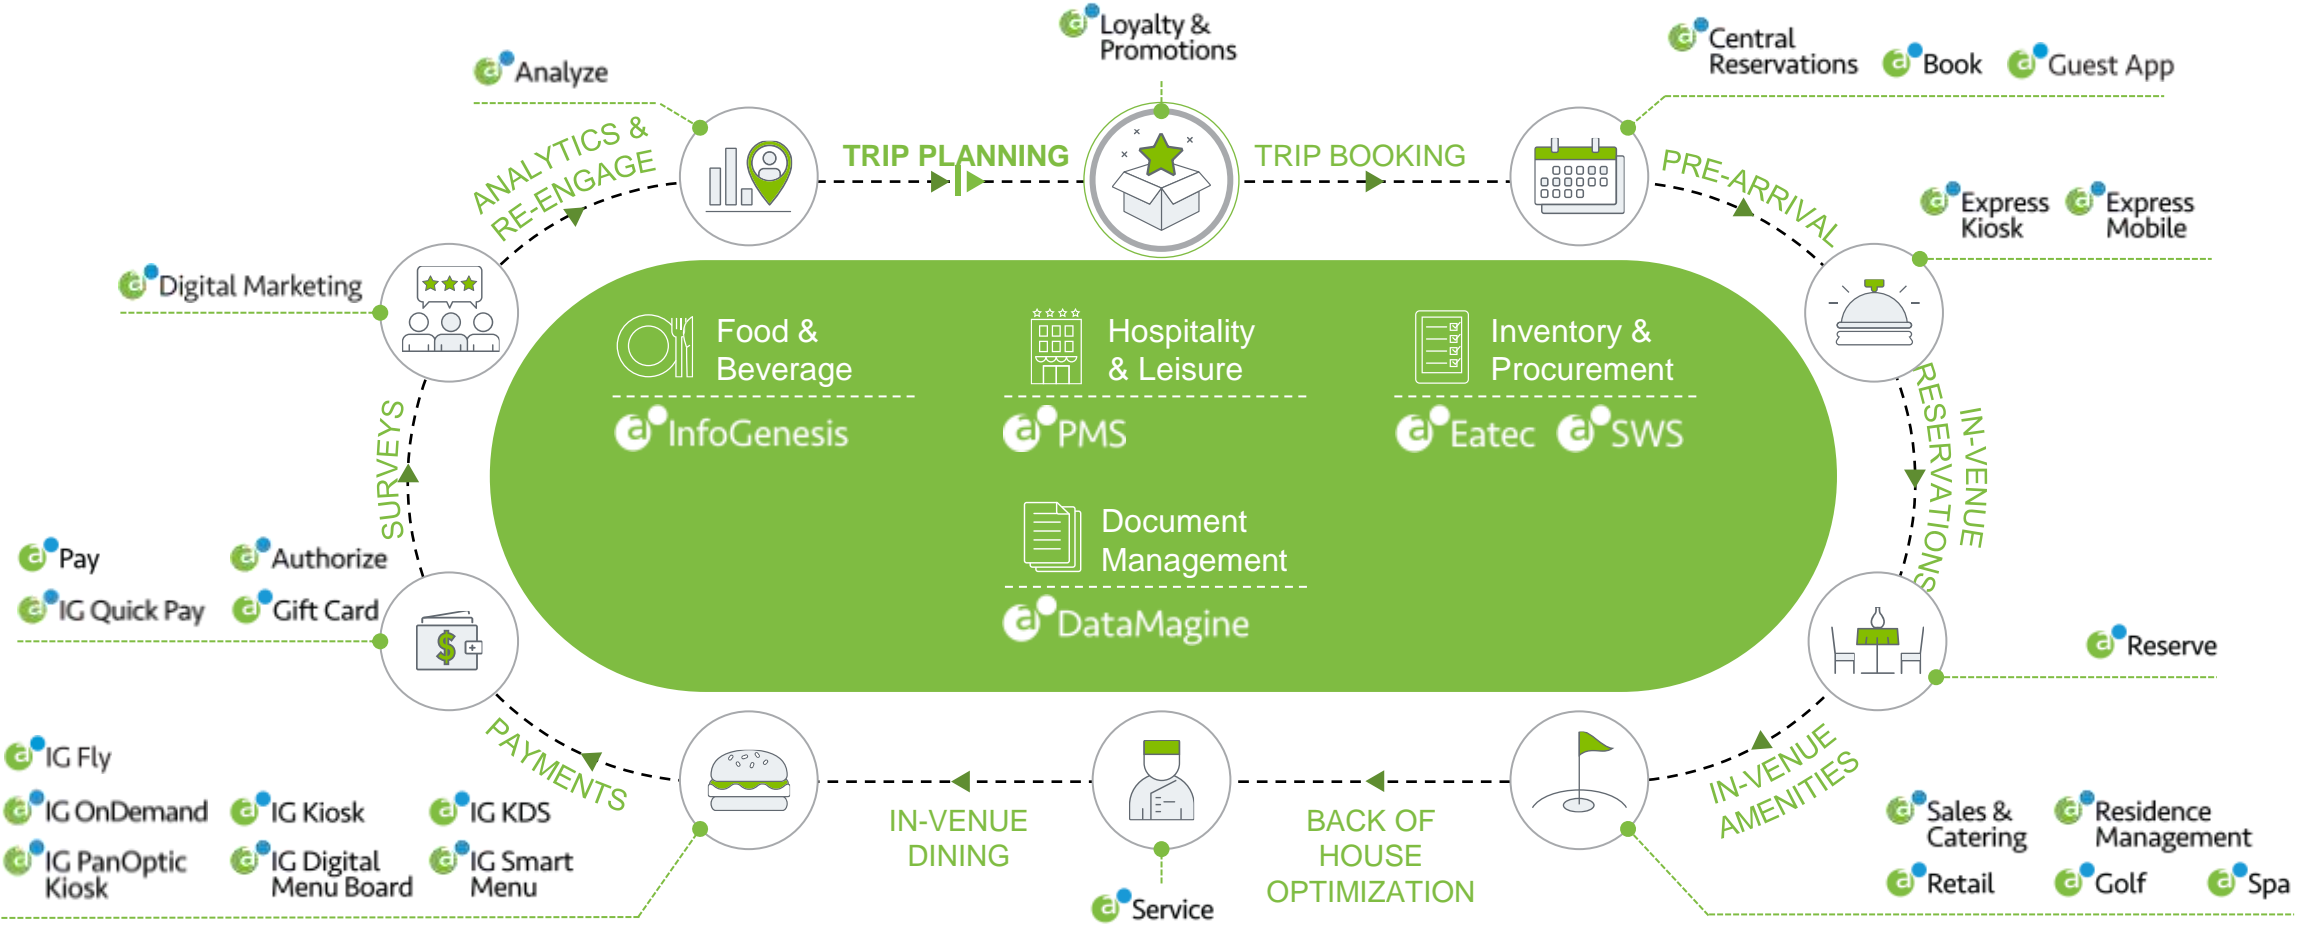 Loyalty &
Promotions
Central
Reservations
Book
Guest App
Analyze
ANALYTICS &
RE-ENGAGE
TRIP PLANNING
TRIP BOOKING
PRE-ARRIVAL
Express
Kiosk
Express
Mobile
Digital Marketing
Food &
Beverage
InfoGenesis
Hospitality
& Leisure
PMS
Inventory &
Procurement
Eatec
SWS
IN-VENUE
RESERVATIONS
SURVEYS
Document
Management
DataMagine
Pay
Authorize
IG Quick Pay
Gift Card
Reserve
PAYMENTS
IN-VENUE
AMENITIES
IG Fly
IG OnDemand
IG Kiosk
IG KDS
IG PanOptic
Kiosk
IG Digital
Menu Board
IG Smart
Menu
IN-VENUE
DINING
Service
BACK OF
HOUSE
OPTIMIZATION
Sales &
Catering
Residence
Management
Retail
Golf
Spa